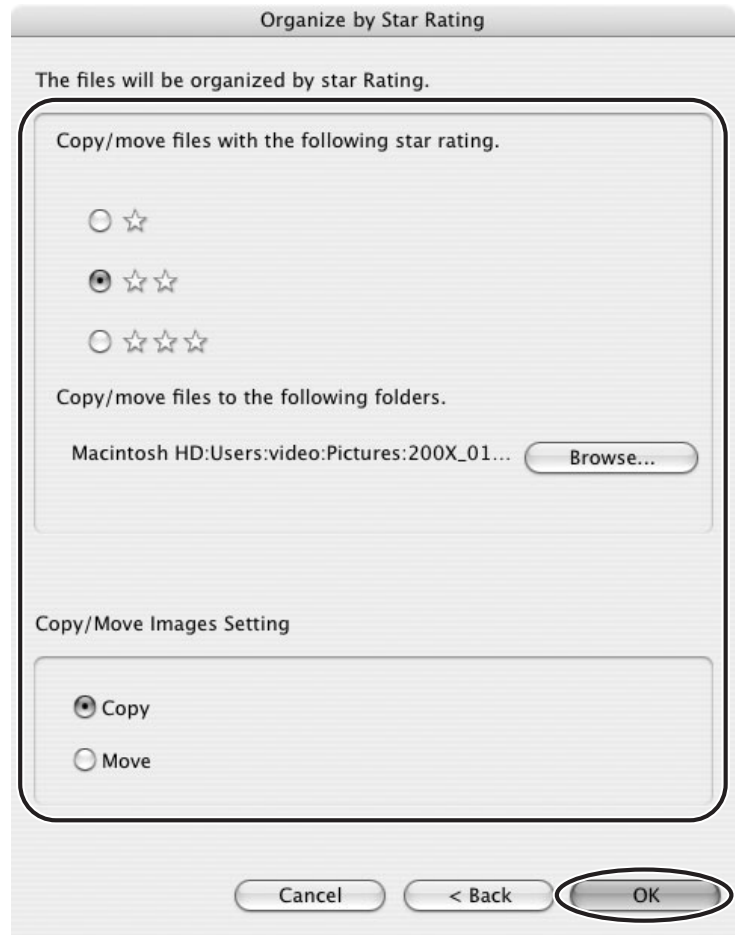 Organize by Star Rating
The files will be organized by star Rating.
Copy/move files with the following star rating.
Copy/move files to the following folders.
Macintosh HD:Users:video:Pictures:200X_01... Browse...
Copy/Move Images Setting
Copy
Move
Cancel < Back OK